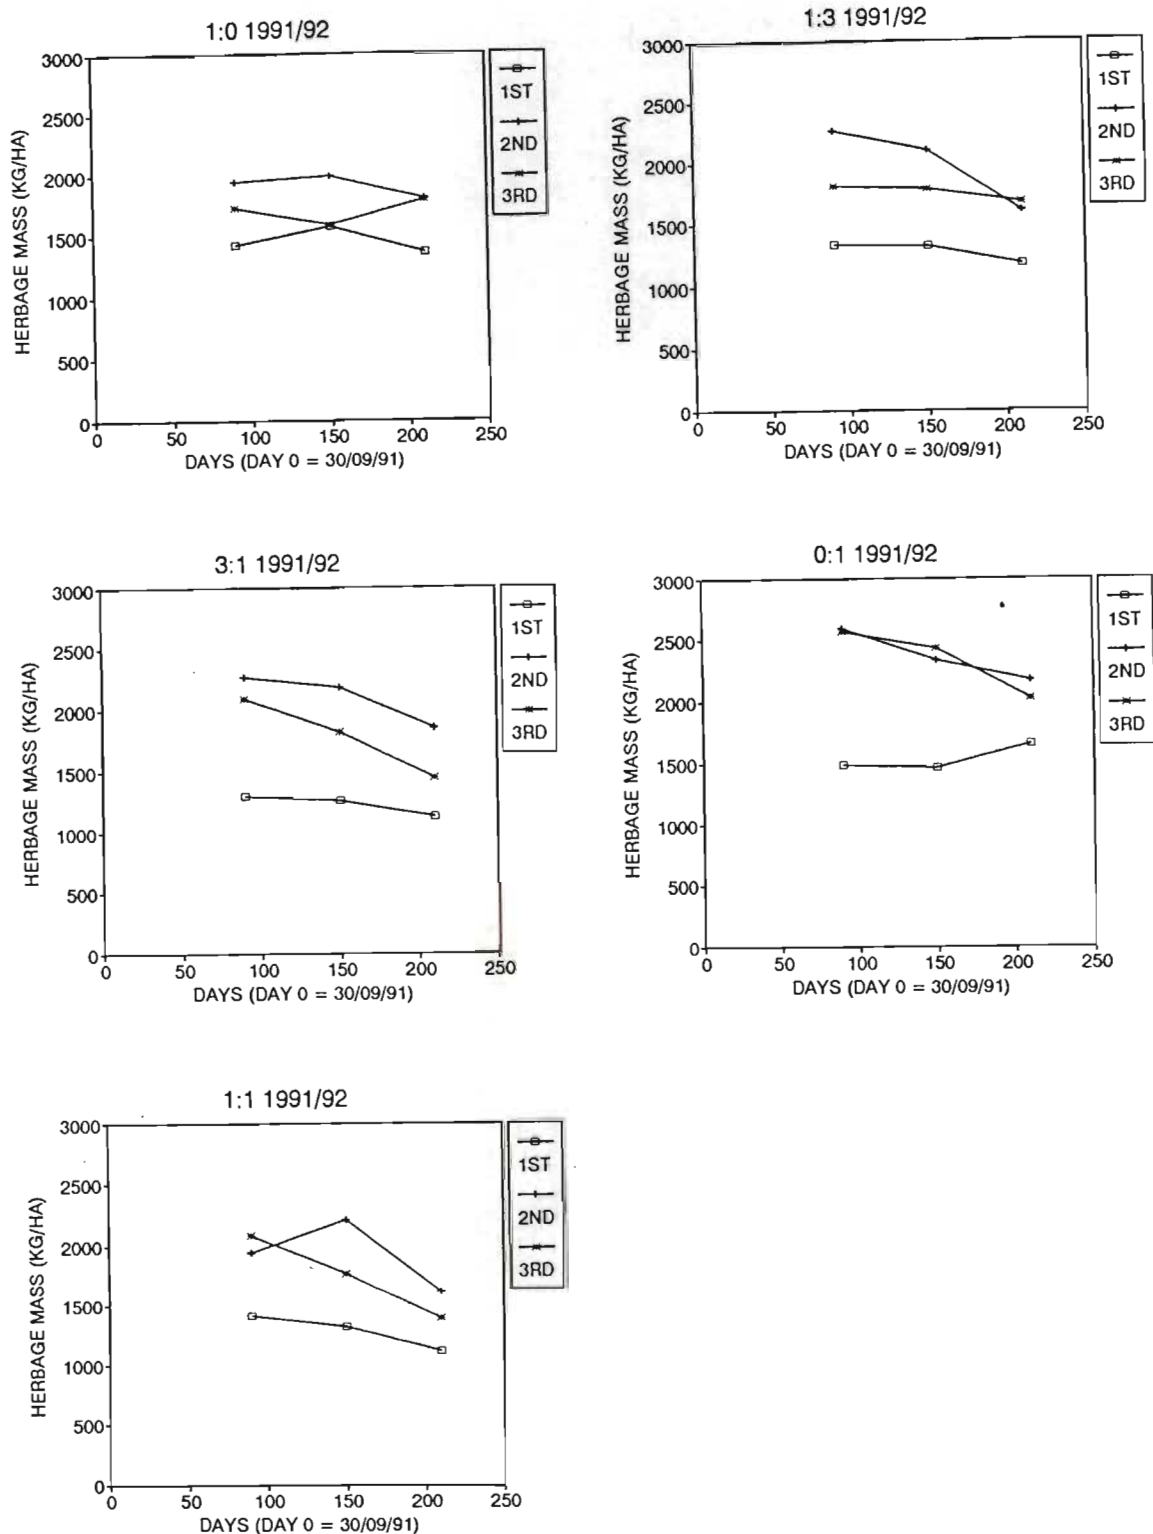 1:0 1991/92
3000
2500
2000
1500
1000
500
0
0 50 100 150 200 250
HERBAGE MASS (KG/HA)
DAYS (DAY 0 = 30/09/91)
1ST
2ND
3RD
1:3 1991/92
3000
2500
2000
1500
1000
500
0
0 50 100 150 200 250
HERBAGE MASS (KG/HA)
DAYS (DAY 0 = 30/09/91)
1ST
2ND
3RD
3:1 1991/92
3000
2500
2000
1500
1000
500
0
0 50 100 150 200 250
HERBAGE MASS (KG/HA)
DAYS (DAY 0 = 30/09/91)
1ST
2ND
3RD
0:1 1991/92
3000
2500
2000
1500
1000
500
0
0 50 100 150 200 250
HERBAGE MASS (KG/HA)
DAYS (DAY 0 = 30/09/91)
1ST
2ND
3RD
1:1 1991/92
3000
2500
2000
1500
1000
500
0
0 50 100 150 200 250
HERBAGE MASS (KG/HA)
DAYS (DAY 0 = 30/09/91)
1ST
2ND
3RD